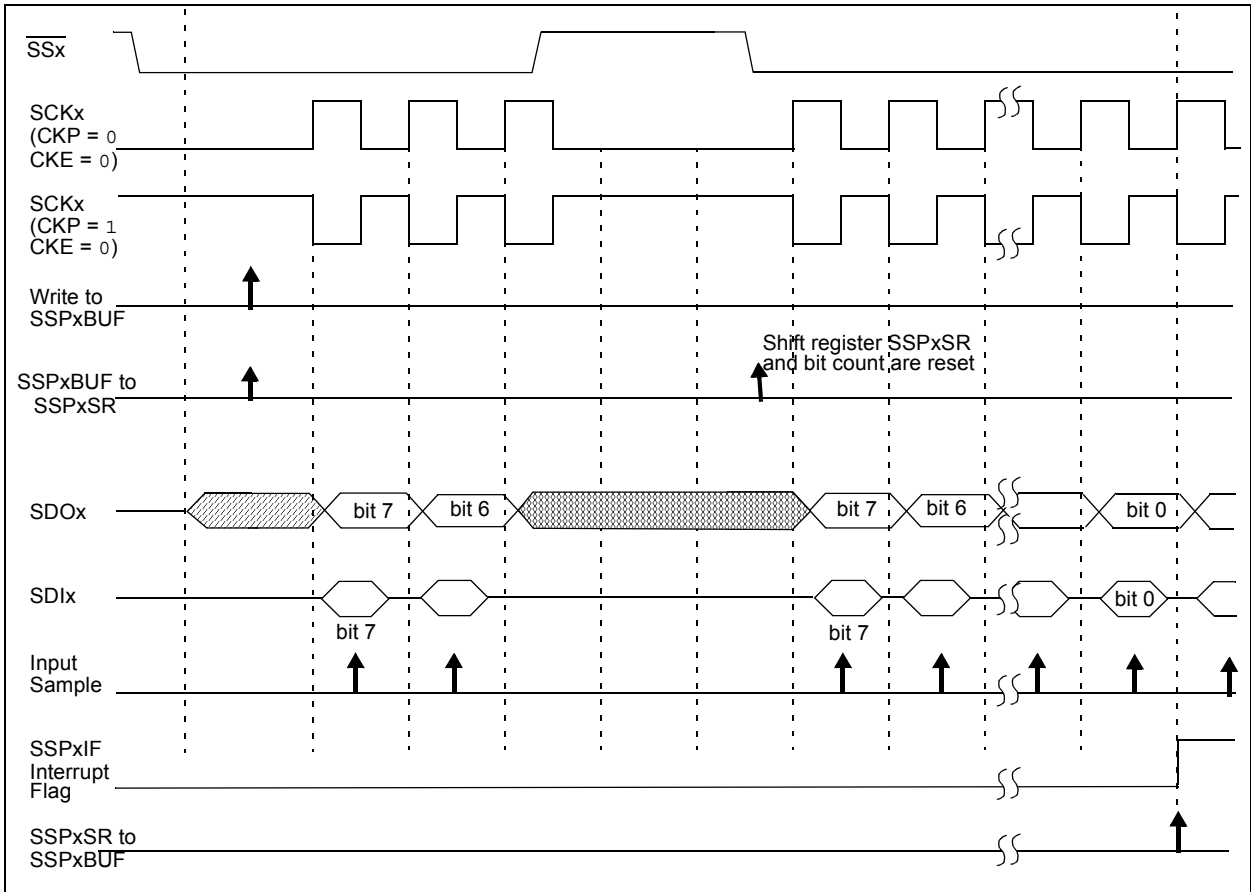 SSx
SCKx
(CKP = 0
CKE = 0)
SCKx
(CKP = 1
CKE = 0)
Write to
SSPxBUF
Shift register SSPxSR
and bit count are reset
SSPxBUF to
SSPxSR
SDOx
bit 7
bit 6
bit 7
bit 6
bit 0
SDIx
bit 0
bit 7
bit 7
Input
Sample
SSPxIF
Interrupt
Flag
SSPxSR to
SSPxBUF